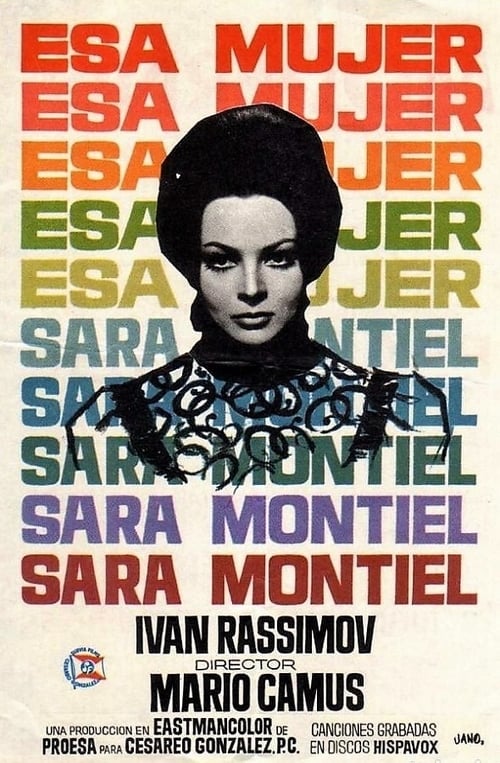 ESA MUJER
ESA MUJER
ESA MUJER
ESA MUJER
ESA MUJER
SARA MONTIEL
SARA MONTIEL
SARA MONTIEL
SARA MONTIEL
SARA MONTIEL
IVAN RASSIMOV
DIRECTOR
MARIO CAMUS
UNA PRODUCCION EN EASTMANCOLOR DE
PROESA PARA CESAREO GONZALEZ, P.C.
CANCIONES GRABADAS
EN DISCOS HISPAVOX
JANO,